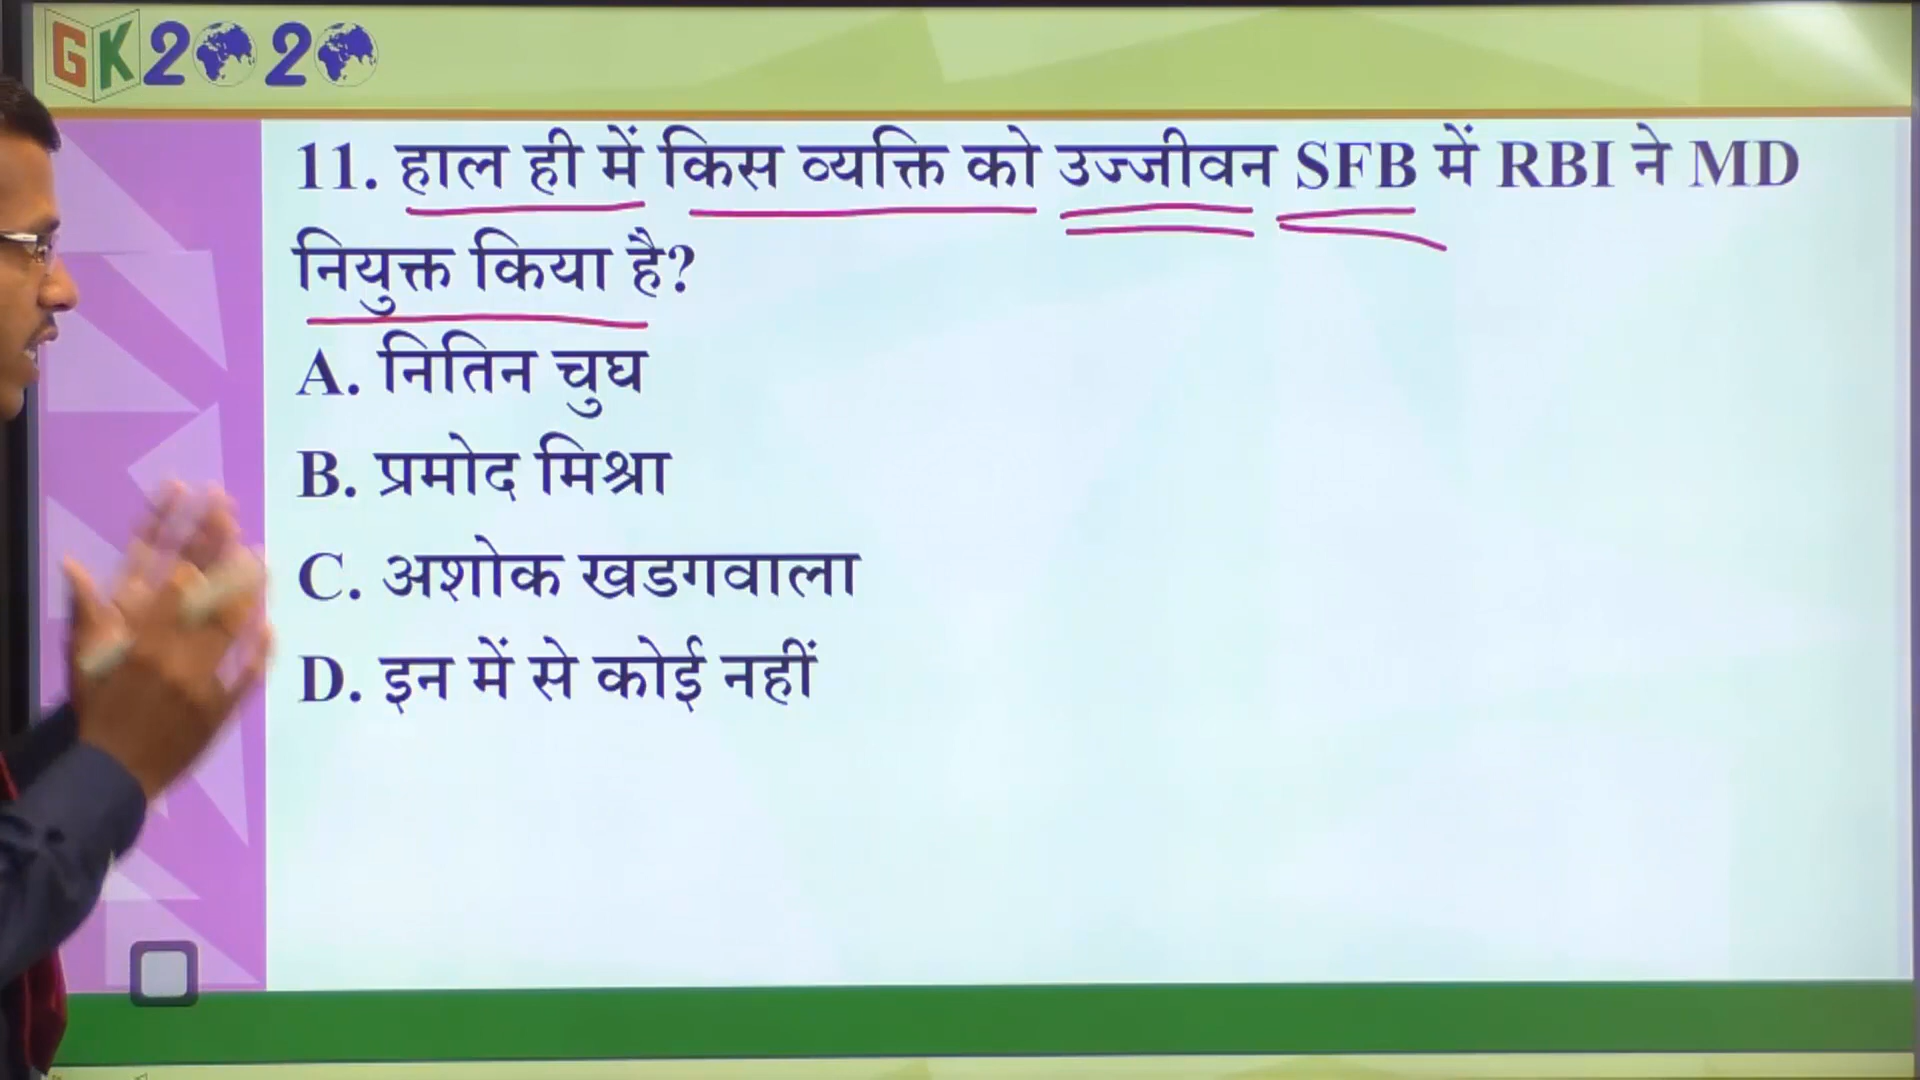 GK2020
11. हाल ही में किस व्यक्ति को उज्जीवन SFB में RBI ने MD
नियुक्त किया है?
A. नितिन चुघ
B. प्रमोद मिश्रा
C. अशोक खडगवाला
D. इन में से कोई नहीं